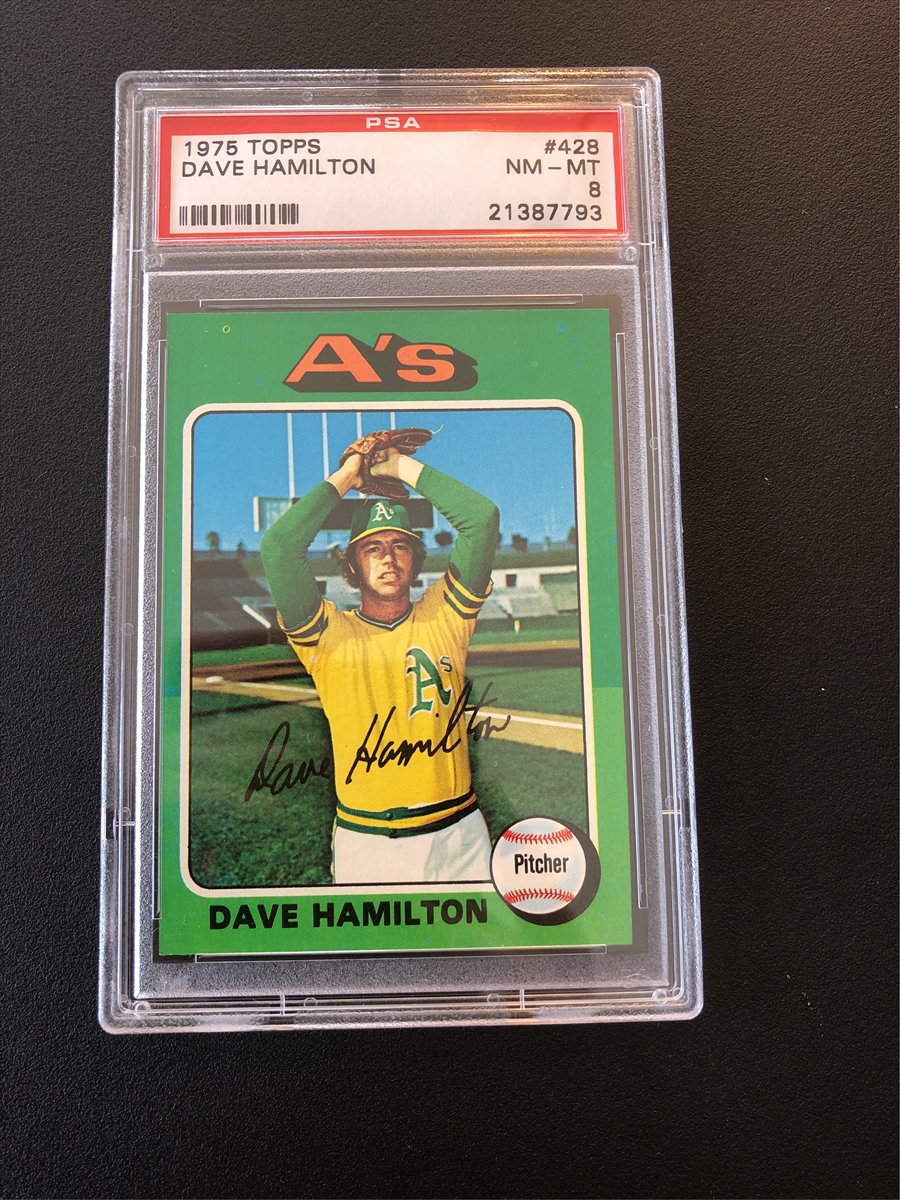 PSA
1975 TOPPS #428
DAVE HAMILTON NM - MT
8
21387793
A's
A's
A's
Dave Hamilton
Pitcher
DAVE HAMILTON